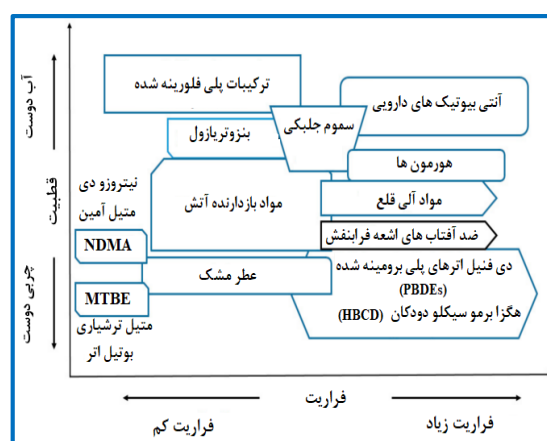 آب دوست
قطبیت
چربی دوست
ترکیبات پلی فلورینه شده
آنتی بیوتیک های دارویی
سموم جلبکی
بنزوتریازول
هورمون ها
نیتروزو دی
متیل آمین
NDMA
مواد بازدارنده آتش
مواد آلی قلع
ضد آفتاب های اشعه فرابنفش
عطر مشک
دی فنیل اترهای پلی برومینه شده
(PBDEs)
هگزا برمو سیکلو دودکان (HBCD)
MTBE
متیل ترشیاری
بوتیل اتر
فراریت
فراریت کم
فراریت زیاد